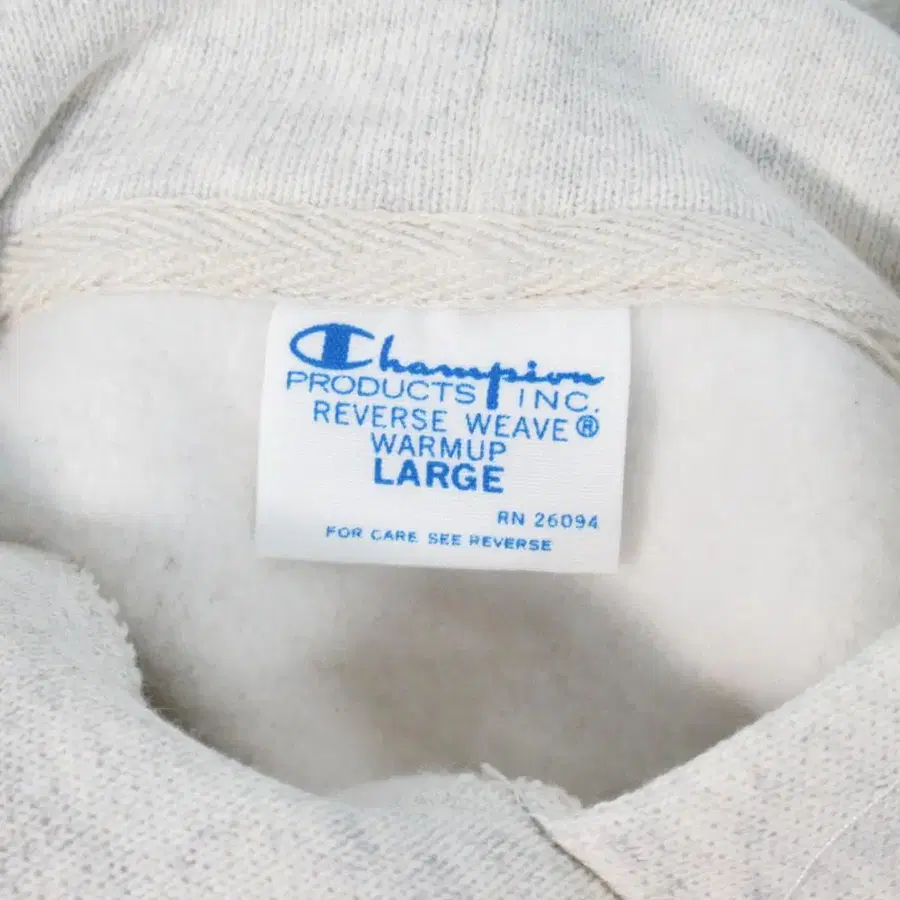 Champion
PRODUCTS INC.
REVERSE WEAVE®
WARMUP
LARGE
RN 26094
FOR CARE SEE REVERSE